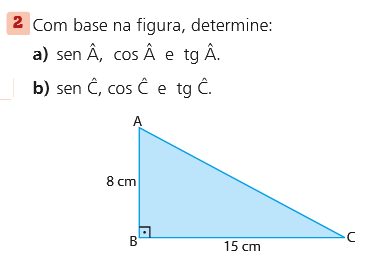 2 Com base na figura, determine:
a) sen Â, cos Â e tg Â.
b) sen Ĉ, cos Ĉ e tg Ĉ.
A
8 cm
B
C
15 cm